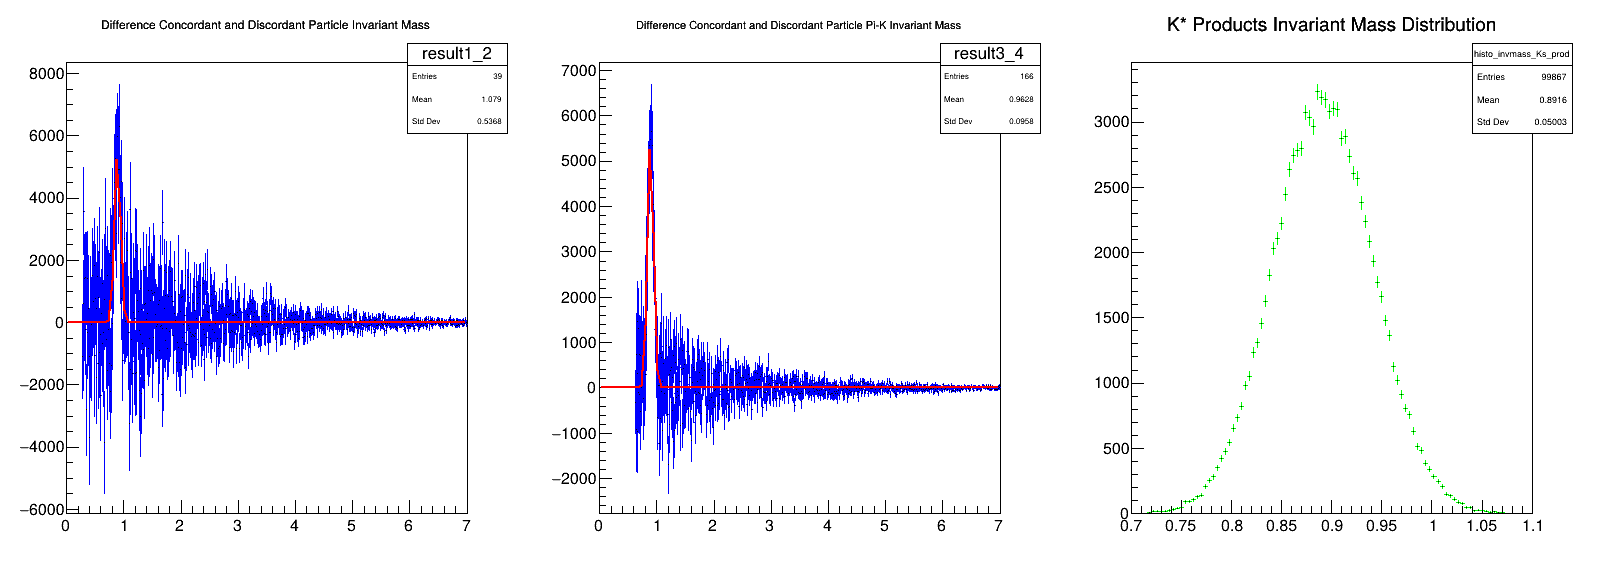 Difference Concordant and Discordant Particle Invariant Mass
result1_2
Entries 39
Mean 1.079
Std Dev 0.5368
8000
6000
4000
2000
0
−2000
−4000
−6000
0 1 2 3 4 5 6 7
Difference Concordant and Discordant Particle Pi-K Invariant Mass
result3_4
Entries 166
Mean 0.9628
Std Dev 0.0958
7000
6000
5000
4000
3000
2000
1000
0
−1000
−2000
0 1 2 3 4 5 6 7
K* Products Invariant Mass Distribution
histo_invmass_Ks_prod
Entries 99867
Mean 0.8916
Std Dev 0.05003
3000
2500
2000
1500
1000
500
0
0.7 0.75 0.8 0.85 0.9 0.95 1 1.05 1.1